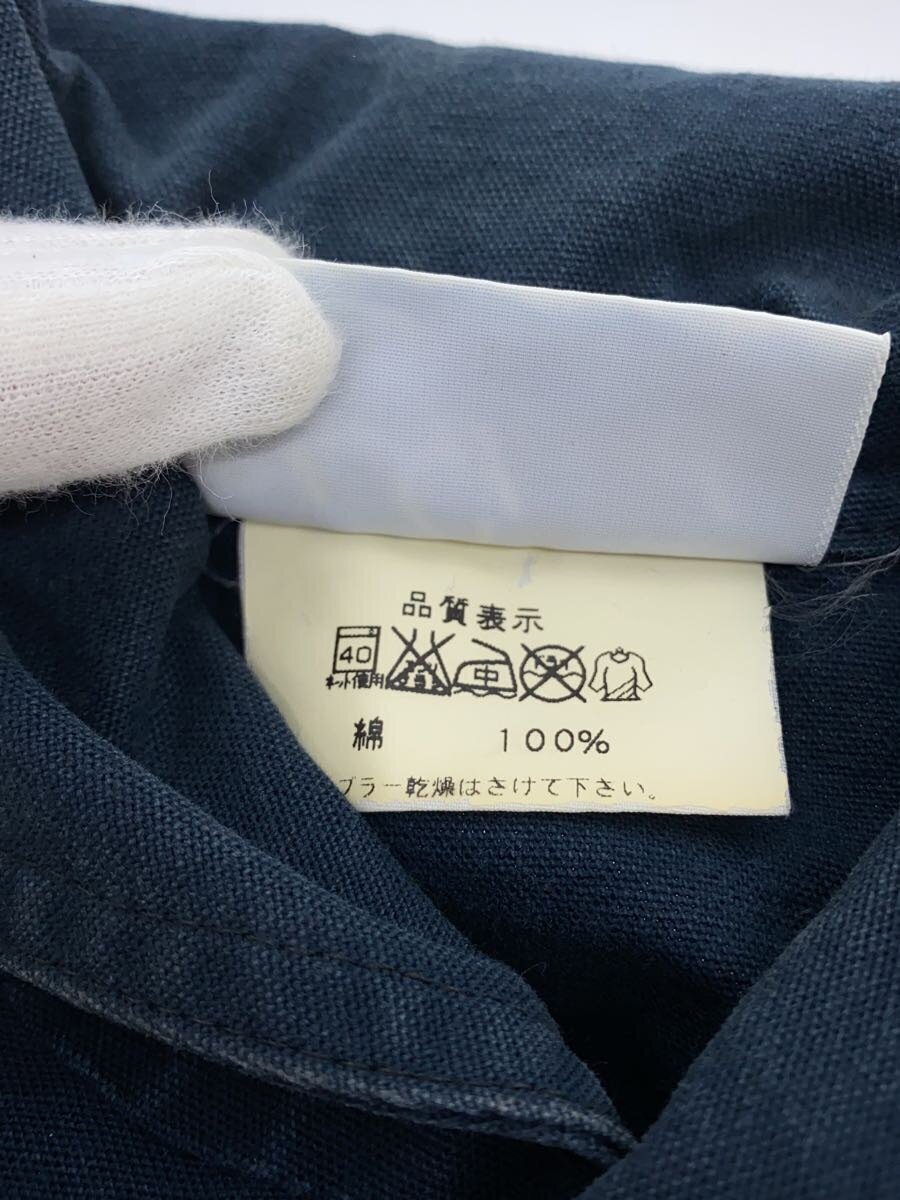 品質表示
40 中
ネット使用
綿 100%
ブラー乾燥はさけて下さい。